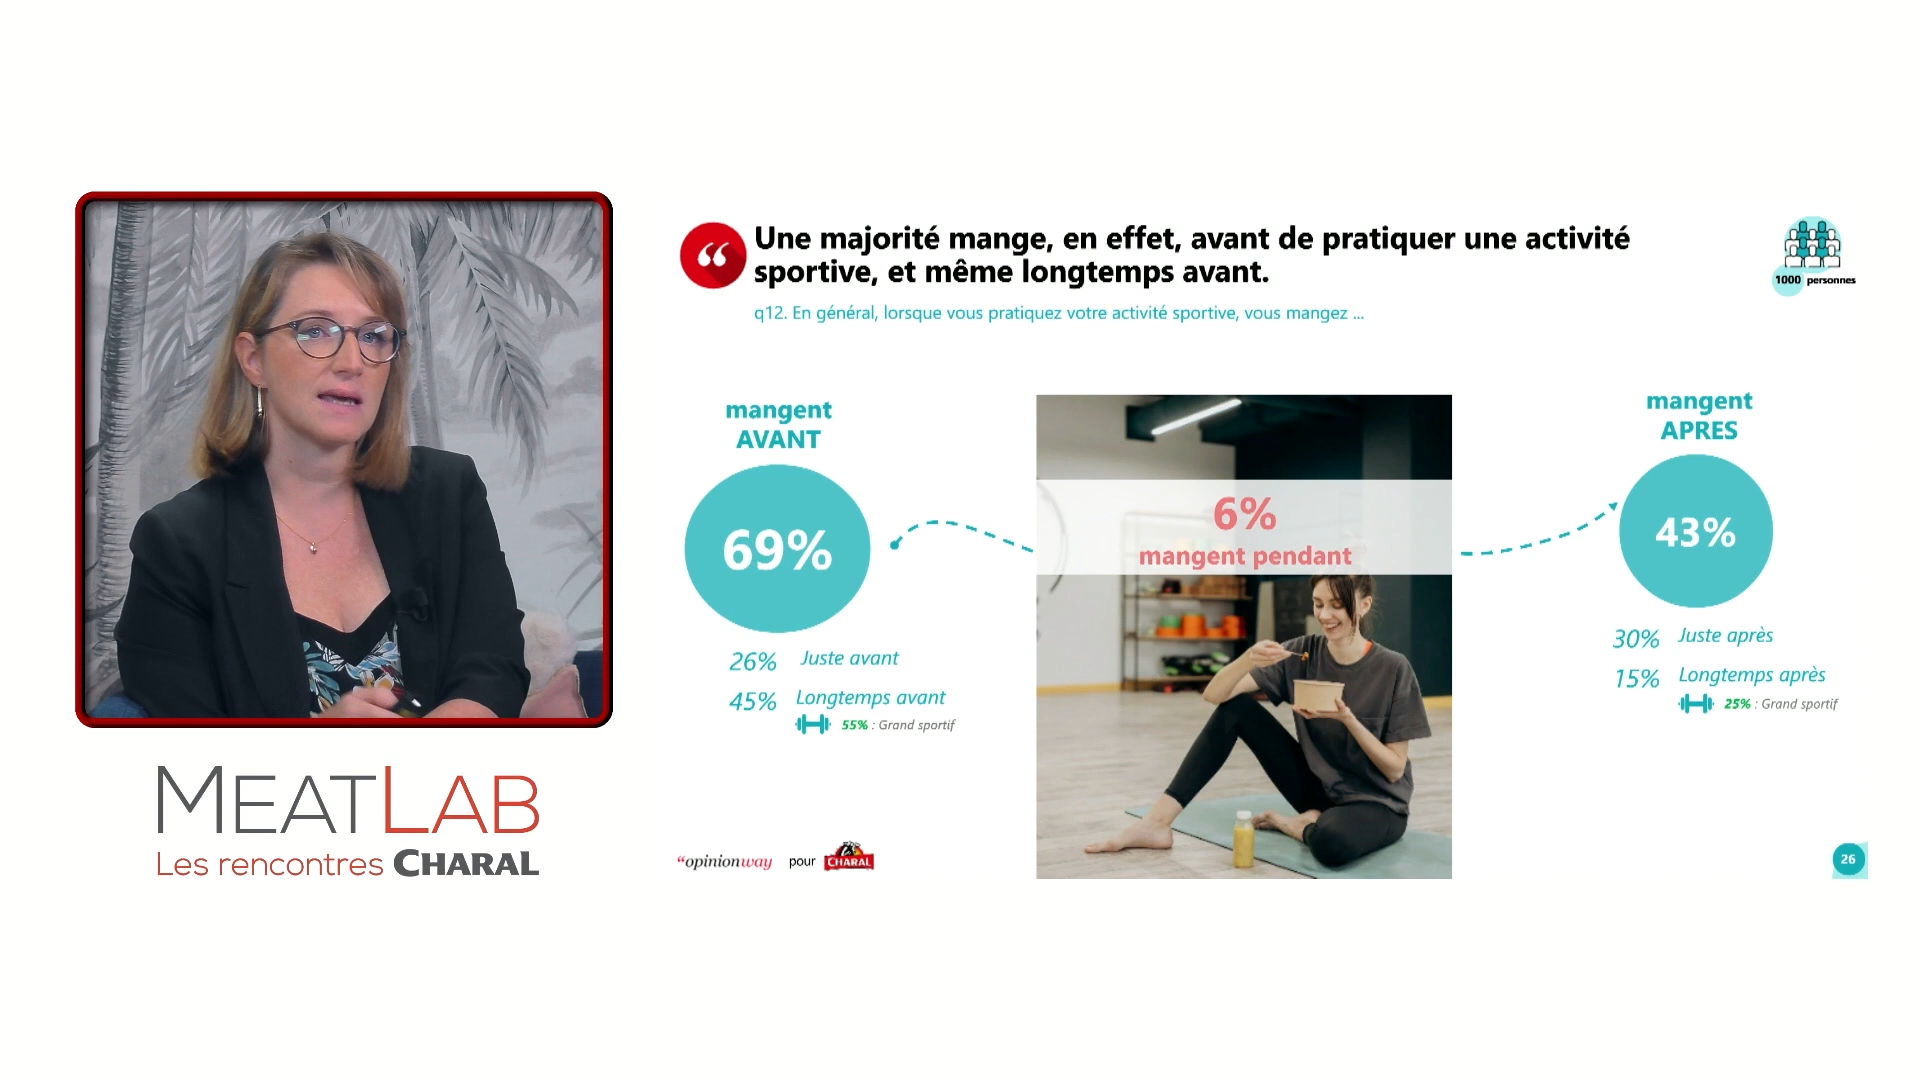 Une majorité mange, en effet, avant de pratiquer une activité
sportive, et même longtemps avant.
q12. En général, lorsque vous pratiquez votre activité sportive, vous mangez ...
1000 personnes
mangent
AVANT
69%
26% Juste avant
45% Longtemps avant
55% : Grand sportif
6%
mangent pendant
mangent
APRES
43%
30% Juste après
15% Longtemps après
25% : Grand sportif
MEATLAB
Les rencontres CHARAL
“opinionway pour CHARAL
26